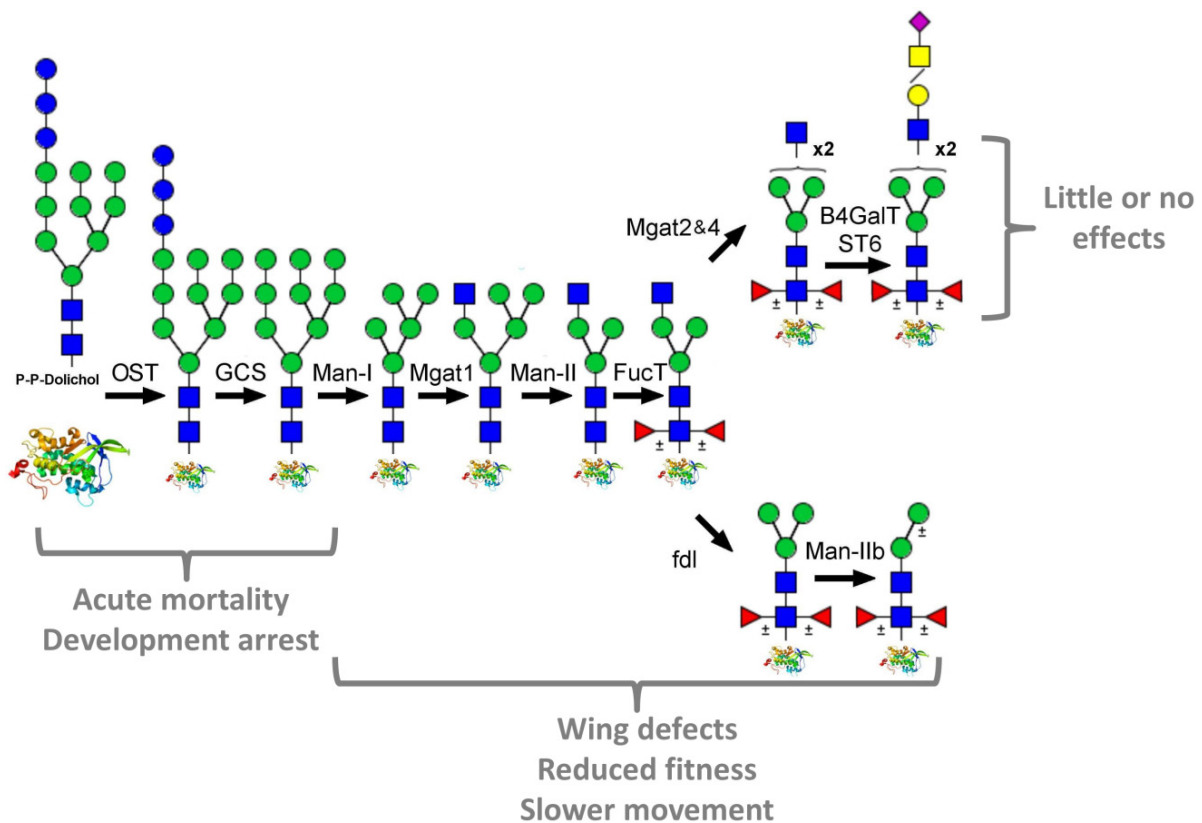 x2
x2
Mgat2&4
B4GalT
ST6
Little or no
effects
±
±
±
±
P-P-Dolichol
OST
GCS
Man-I
Mgat1
Man-II
FucT
±
±
fdl
Man-IIb
±
±
±
±
±
Acute mortality
Development arrest
Wing defects
Reduced fitness
Slower movement